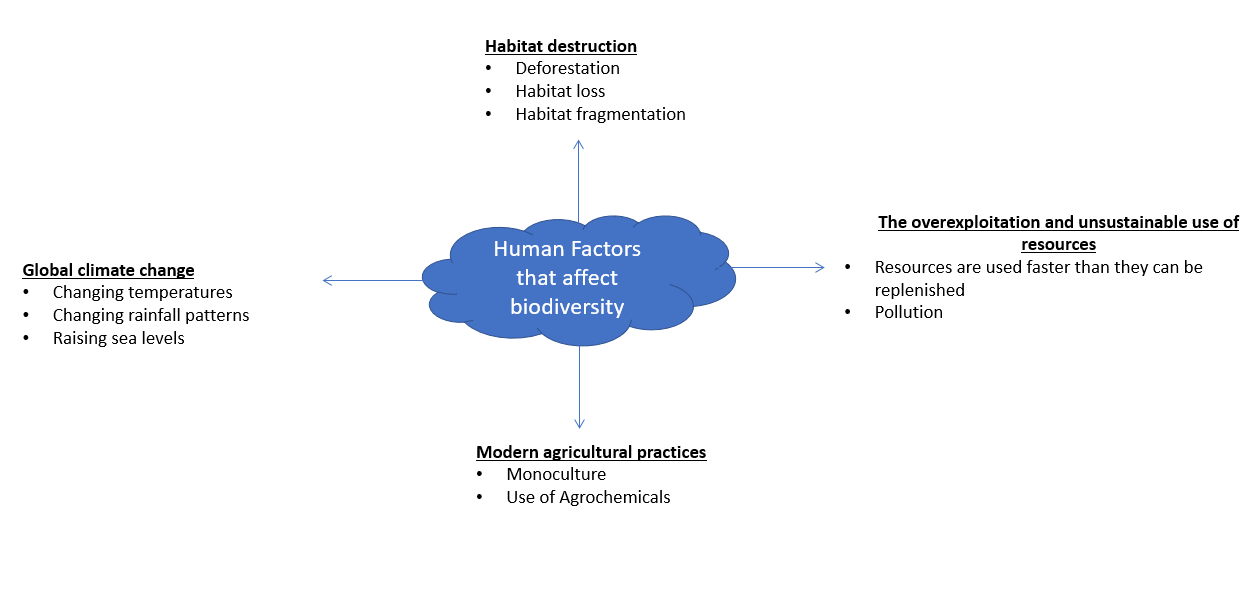 Habitat destruction
• Deforestation
• Habitat loss
• Habitat fragmentation
Human Factors
that affect
biodiversity
The overexploitation and unsustainable use of
resources
• Resources are used faster than they can be
replenished
• Pollution
Global climate change
• Changing temperatures
• Changing rainfall patterns
• Raising sea levels
Modern agricultural practices
• Monoculture
• Use of Agrochemicals